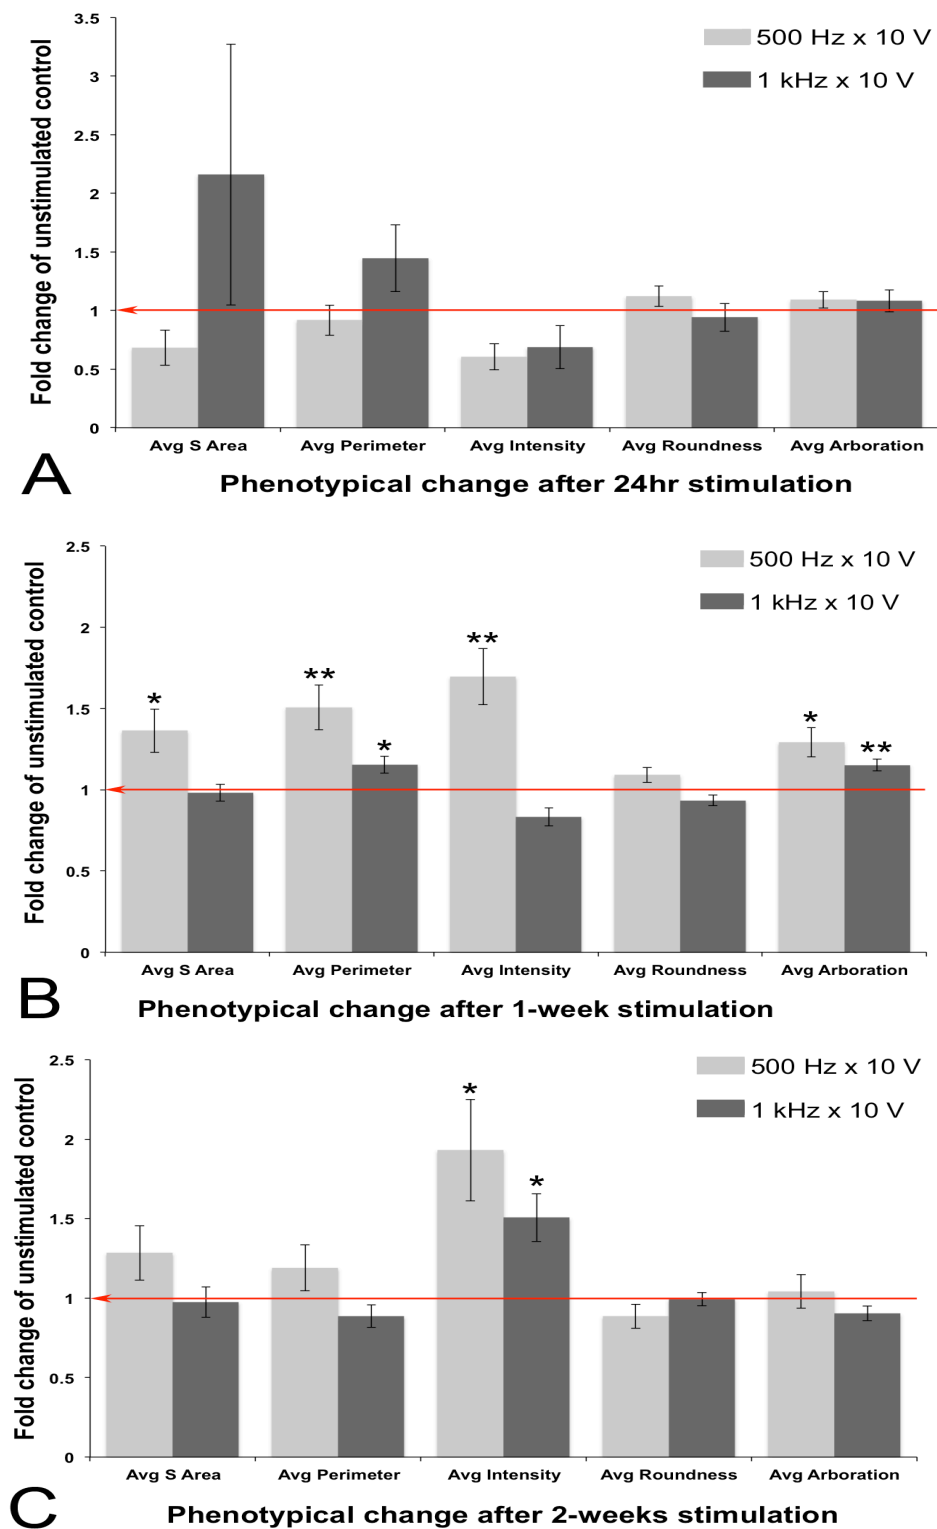 Fold change of unstimulated control
3.5
3
2.5
2
1.5
1
0.5
0
500 Hz x 10 V
1 kHz x 10 V
Avg S Area
Avg Perimeter
Avg Intensity
Avg Roundness
Avg Arboration
A
Phenotypical change after 24hr stimulation
Fold change of unstimulated control
2.5
2
1.5
1
0.5
0
500 Hz x 10 V
1 kHz x 10 V
*
**
*
**
*
**
Avg S Area
Avg Perimeter
Avg Intensity
Avg Roundness
Avg Arboration
B
Phenotypical change after 1-week stimulation
Fold change of unstimulated control
2.5
2
1.5
1
0.5
0
500 Hz x 10 V
1 kHz x 10 V
*
*
Avg S Area
Avg Perimeter
Avg Intensity
Avg Roundness
Avg Arboration
C
Phenotypical change after 2-weeks stimulation